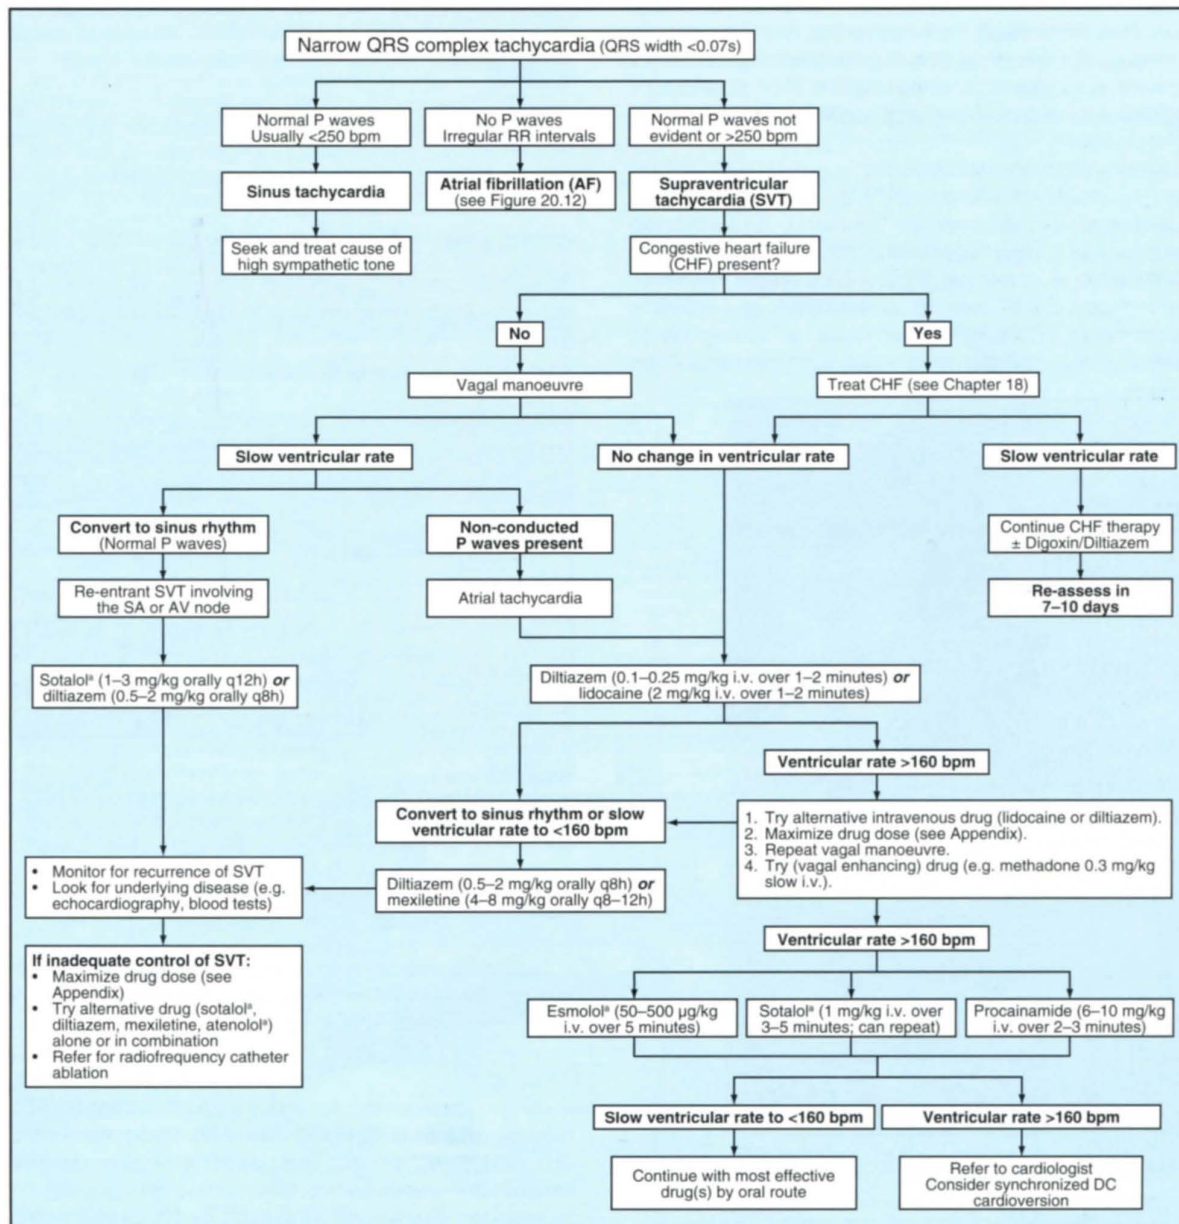 Narrow QRS complex tachycardia (QRS width <0.07s)
Normal P waves
Usually <250 bpm
No P waves
Irregular RR intervals
Normal P waves not
evident or >250 bpm
Sinus tachycardia
Atrial fibrillation (AF)
(see Figure 20.12)
Supraventricular
tachycardia (SVT)
Seek and treat cause of
high sympathetic tone
Congestive heart failure
(CHF) present?
No
Yes
Vagal manoeuvre
Treat CHF (see Chapter 18)
Slow ventricular rate
No change in ventricular rate
Slow ventricular rate
Convert to sinus rhythm
(Normal P waves)
Non-conducted
P waves present
Continue CHF therapy
± Digoxin/Diltiazem
Re-entrant SVT involving
the SA or AV node
Atrial tachycardia
Re-assess in
7–10 days
Sotalolª (1–3 mg/kg orally q12h) or
diltiazem (0.5–2 mg/kg orally q8h)
Diltiazem (0.1–0.25 mg/kg i.v. over 1–2 minutes) or
lidocaine (2 mg/kg i.v. over 1–2 minutes)
Ventricular rate >160 bpm
Convert to sinus rhythm or slow
ventricular rate to <160 bpm
1. Try alternative intravenous drug (lidocaine or diltiazem).
2. Maximize drug dose (see Appendix).
3. Repeat vagal manoeuvre.
4. Try (vagal enhancing) drug (e.g. methadone 0.3 mg/kg
slow i.v.).
• Monitor for recurrence of SVT
• Look for underlying disease (e.g.
echocardiography, blood tests)
Diltiazem (0.5–2 mg/kg orally q8h) or
mexiletine (4–8 mg/kg orally q8–12h)
Ventricular rate >160 bpm
If inadequate control of SVT:
• Maximize drug dose (see
Appendix)
• Try alternative drug (sotalolª,
diltiazem, mexiletine, atenololª)
alone or in combination
• Refer for radiofrequency catheter
ablation
Esmololª (50–500 µg/kg
i.v. over 5 minutes)
Sotalolª (1 mg/kg i.v. over
3–5 minutes; can repeat)
Procainamide (6–10 mg/kg
i.v. over 2–3 minutes)
Slow ventricular rate to <160 bpm
Ventricular rate >160 bpm
Continue with most effective
drug(s) by oral route
Refer to cardiologist
Consider synchronized DC
cardioversion